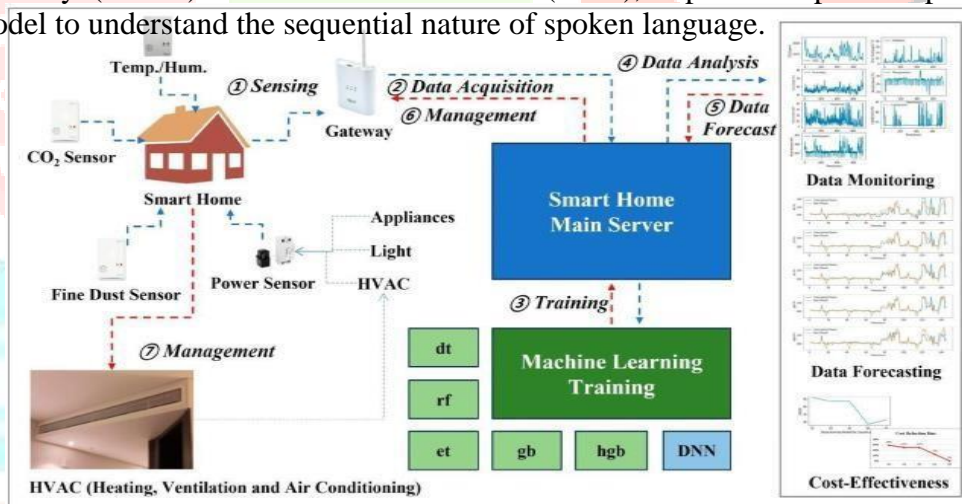 odel to understand the sequential nature of spoken language.
Temp./Hum.
① Sensing
② Data Acquisition
④ Data Analysis
⑥ Management
⑤ Data
Forecast
Gateway
CO₂ Sensor
Smart Home
Data Monitoring
Smart Home
Main Server
Appliances
Light
HVAC
Fine Dust Sensor
Power Sensor
③ Training
⑦ Management
dt
rf
et
gb
hgb
DNN
Machine Learning
Training
Data Forecasting
Cost-Effectiveness
HVAC (Heating, Ventilation and Air Conditioning)